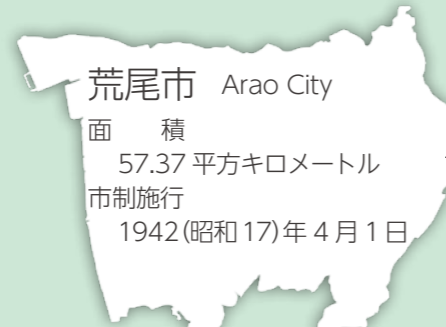 荒尾市 Arao City
面　　積
57.37 平方キロメートル
市制施行
1942(昭和 17)年 4 月 1 日